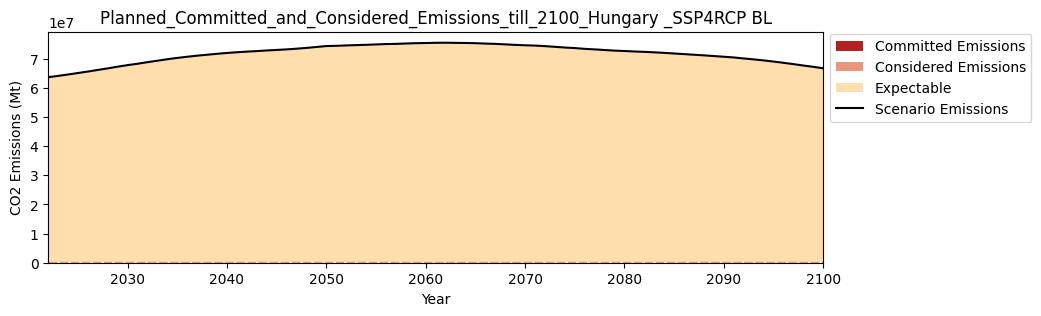 Planned_Committed_and_Considered_Emissions_till_2100_Hungary _SSP4RCP BL
1e7
7
6
5
4
3
2
1
0
CO2 Emissions (Mt)
2030 2040 2050 2060 2070 2080 2090 2100
Year
Committed Emissions
Considered Emissions
Expectable
Scenario Emissions